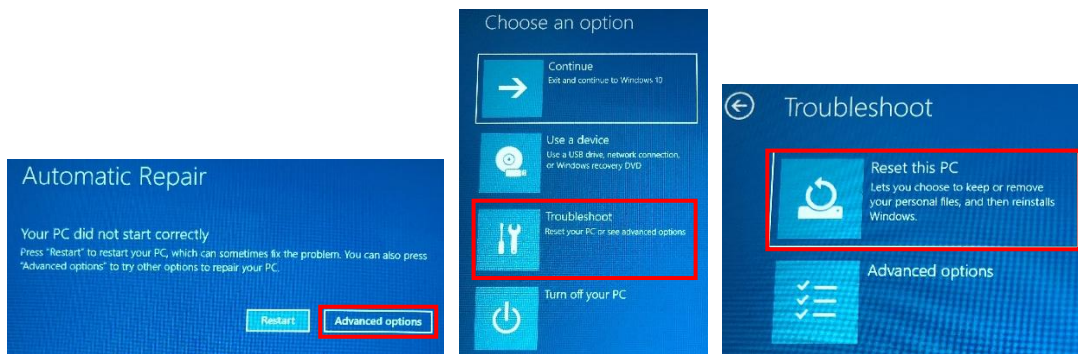 Automatic Repair
Your PC did not start correctly
Press "Restart" to restart your PC, which can sometimes fix the problem. You can also press
"Advanced options" to try other options to repair your PC.
Restart
Advanced options
Choose an option
Continue
Exit and continue to Windows 10
Use a device
Use a USB drive, network connection,
or Windows recovery DVD
Troubleshoot
Reset your PC or see advanced options
Turn off your PC
Troubleshoot
Reset this PC
Lets you choose to keep or remove
your personal files, and then reinstalls
Windows.
Advanced options